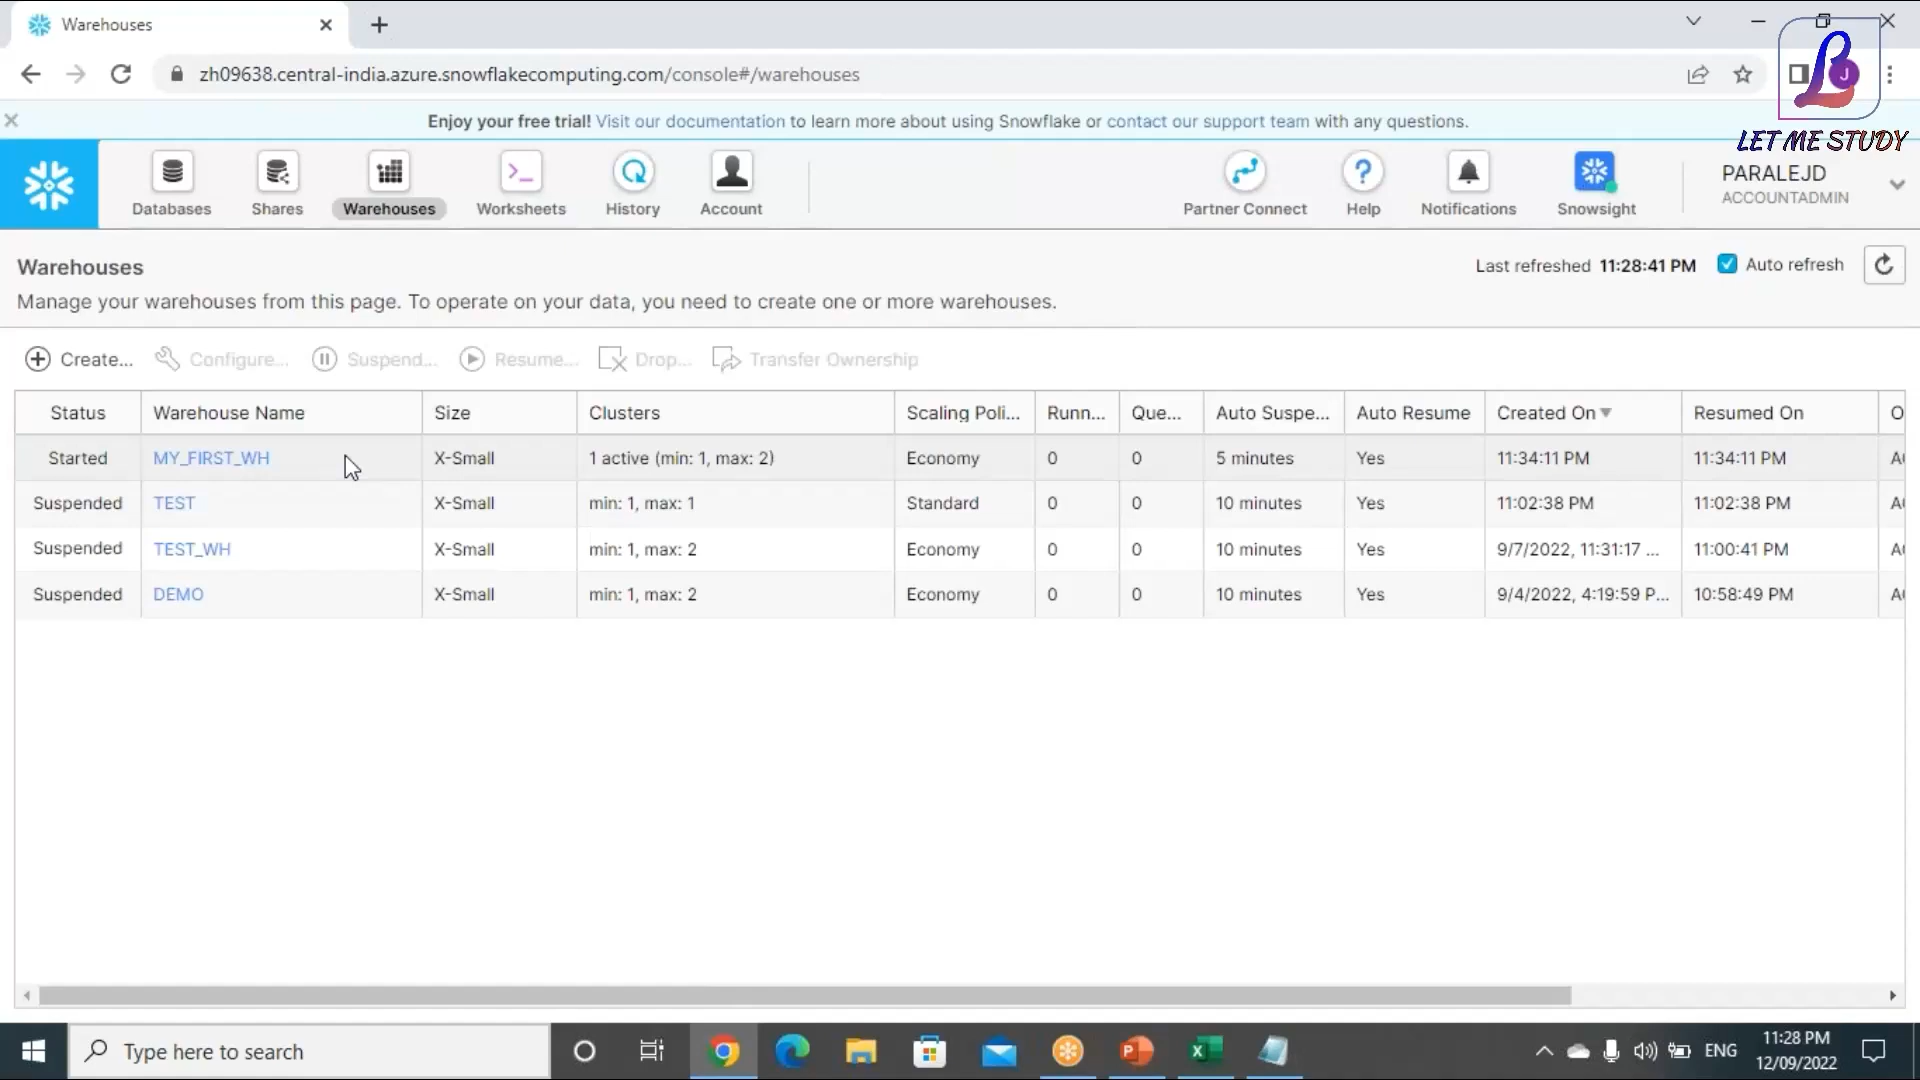 Warehouses
zh09638.central-india.azure.snowflakecomputing.com/console#/warehouses
J
LET ME STUDY
Enjoy your free trial! Visit our documentation to learn more about using Snowflake or contact our support team with any questions.
Databases Shares Warehouses Worksheets History Account Partner Connect Help Notifications Snowsight
PARALEJD
ACCOUNTADMIN
Warehouses
Last refreshed 11:28:41 PM Auto refresh
Manage your warehouses from this page. To operate on your data, you need to create one or more warehouses.
Create... Configure... Suspend... Resume... Drop... Transfer Ownership
Status Warehouse Name Size Clusters Scaling Poli... Runn... Que... Auto Suspe... Auto Resume Created On Resumed On O
Started MY_FIRST_WH X-Small 1 active (min: 1, max: 2) Economy 0 0 5 minutes Yes 11:34:11 PM 11:34:11 PM
Suspended TEST X-Small min: 1, max: 1 Standard 0 0 10 minutes Yes 11:02:38 PM 11:02:38 PM
Suspended TEST_WH X-Small min: 1, max: 2 Economy 0 0 10 minutes Yes 9/7/2022, 11:31:17 ... 11:00:41 PM
Suspended DEMO X-Small min: 1, max: 2 Economy 0 0 10 minutes Yes 9/4/2022, 4:19:59 P... 10:58:49 PM
Type here to search
ENG
11:28 PM
12/09/2022